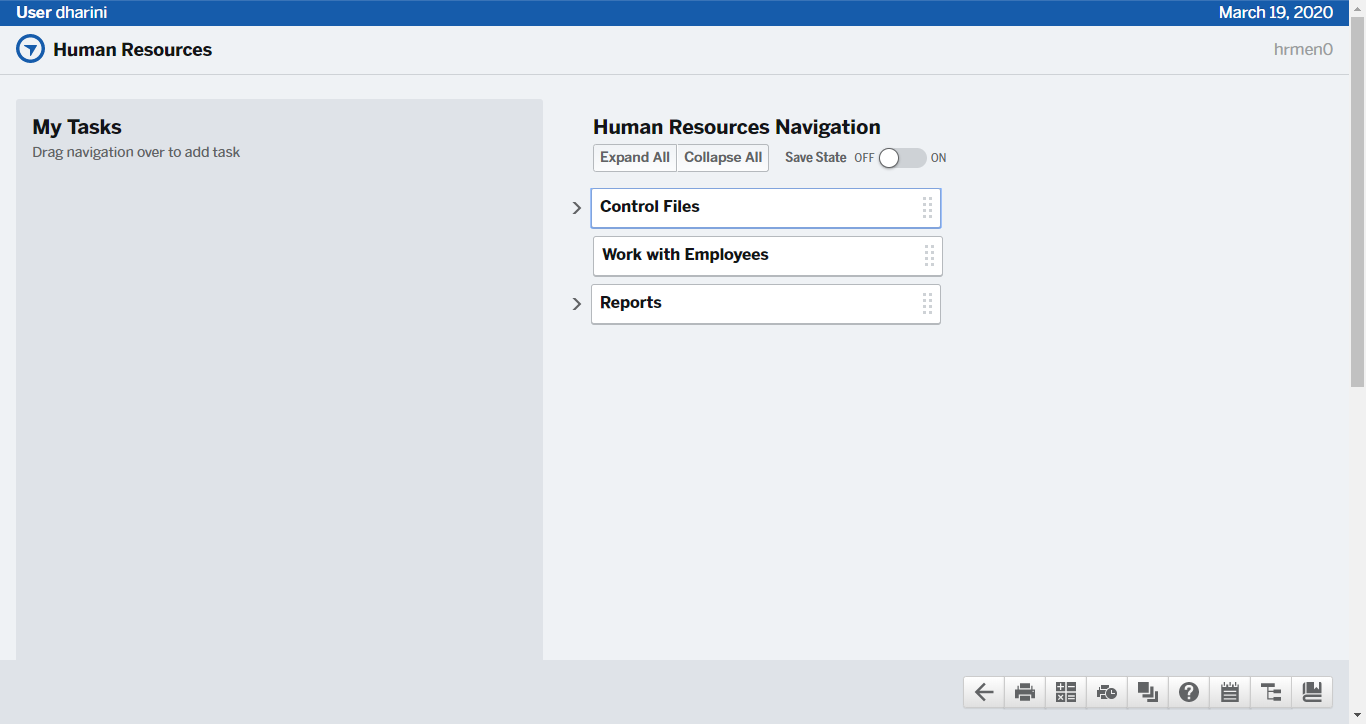 User dharini
March 19, 2020
Human Resources
hrmen0
My Tasks
Drag navigation over to add task
Human Resources Navigation
Expand All
Collapse All
Save State OFF ON
Control Files
Work with Employees
Reports